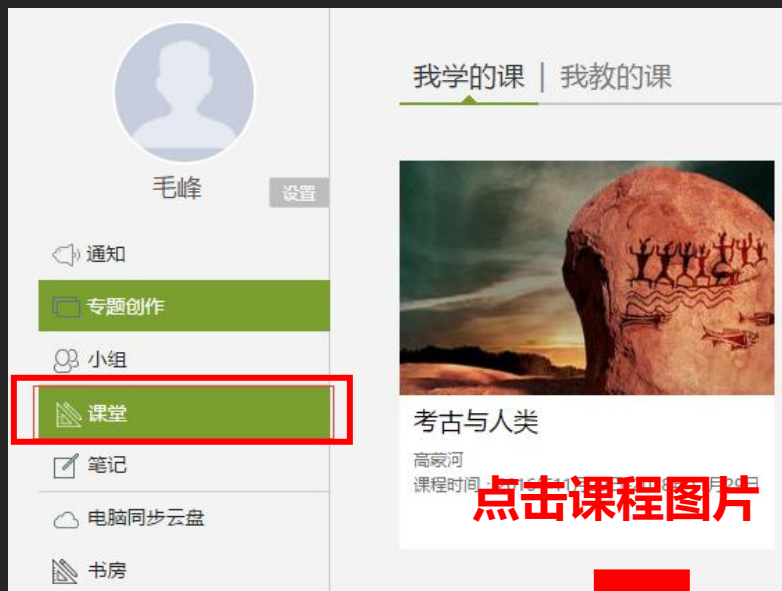 我学的课 | 我教的课
毛峰
设置
通知
专题创作
小组
课堂
笔记
电脑同步云盘
书房
考古与人类
高蒙河
课程时间
点击课程图片